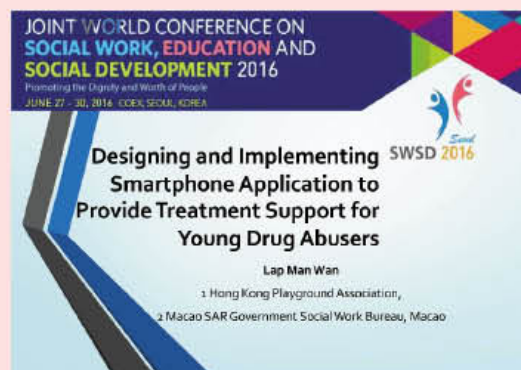 JOINT WORLD CONFERENCE ON
SOCIAL WORK, EDUCATION AND
SOCIAL DEVELOPMENT 2016
Promoting the Dignity and Worth of People
JUNE 27 - 30, 2016 COEX, SEOUL, KOREA
Seoul
SWSD 2016
Designing and Implementing
Smartphone Application to
Provide Treatment Support for
Young Drug Abusers
Lap Man Wan
1 Hong Kong Playground Association,
2 Macao SAR Government Social Work Bureau, Macao